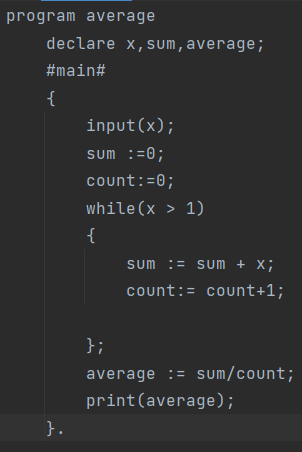 program average
declare x,sum,average;
#main#
{
input(x);
sum :=0;
count:=0;
while(x > 1)
{
sum := sum + x;
count:= count+1;
};
average := sum/count;
print(average);
}.